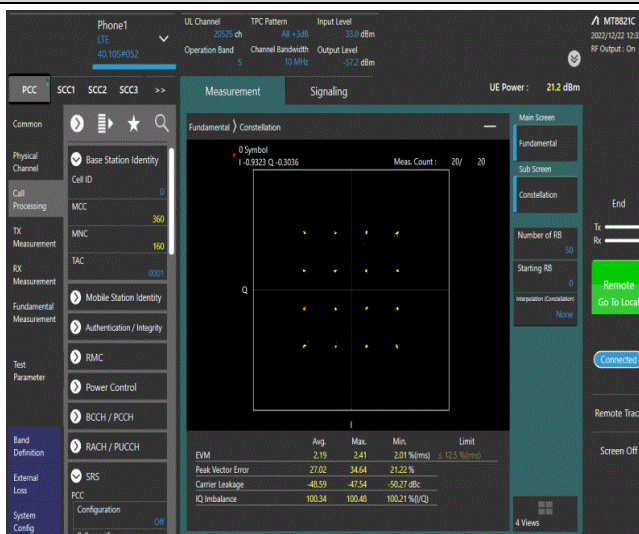 Phone1
LTE
40.10S#052
UL Channel
20525 ch
TPC Pattern
All +3dB
Input Level
33.0 dBm
Operation Band
5
Channel Bandwidth
10 MHz
Output Level
-57.2 dBm
MT8821C
2022/12/22 12:3
RF Output : On
PCC
SCC1
SCC2
SCC3
>>
Measurement
Signaling
UE Power :
21.2 dBm
Common
Physical
Channel
Call
Processing
TX
Measurement
RX
Measurement
Fundamental
Measurement
Test
Parameter
Band
Definition
External
Loss
System
Config
Base Station Identity
Cell ID
0
MCC
360
MNC
160
TAC
0001
Mobile Station Identity
Authentication / Integrity
RMC
Power Control
BCCH / PCCH
RACH / PUCCH
SRS
PCC
Configuration
Off
Fundamental > Constellation
0 Symbol
I -0.9323 Q -0.3036
Meas. Count : 20/ 20
Q
I
Avg. Max. Min. Limit
EVM 2.19 2.41 2.01 %(rms) ≤ 12.5 %(rms)
Peak Vector Error 27.02 34.64 21.22 %
Carrier Leakage -48.59 -47.54 -50.27 dBc
IQ Imbalance 100.34 100.48 100.21 %(I/Q)
Main Screen
Fundamental
Sub Screen
Constellation
Number of RB
50
Starting RB
0
Interpolation (Constellation)
None
4 Views
End
Tx
Rx
Remote
Go To Local
Connected
Remote Trac
Screen Off